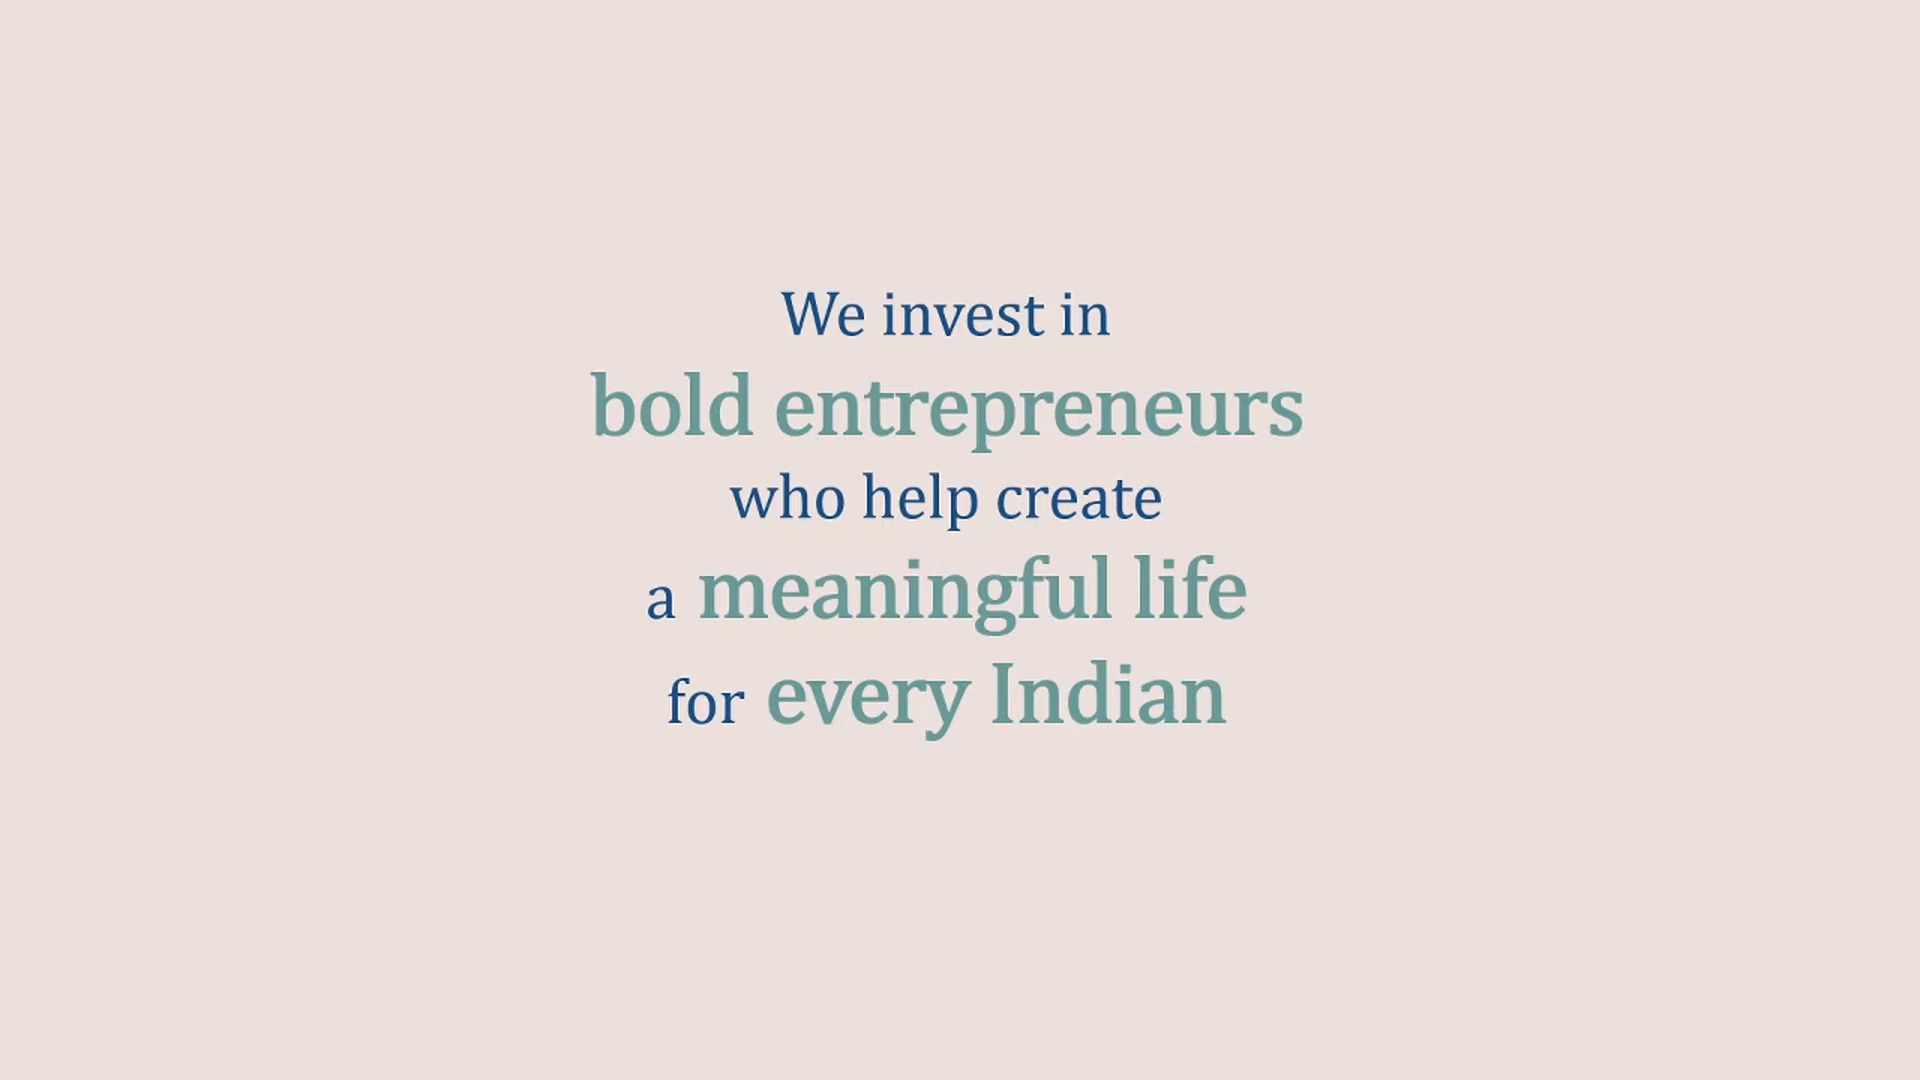 We invest in
bold entrepreneurs
who help create
a meaningful life
for every Indian